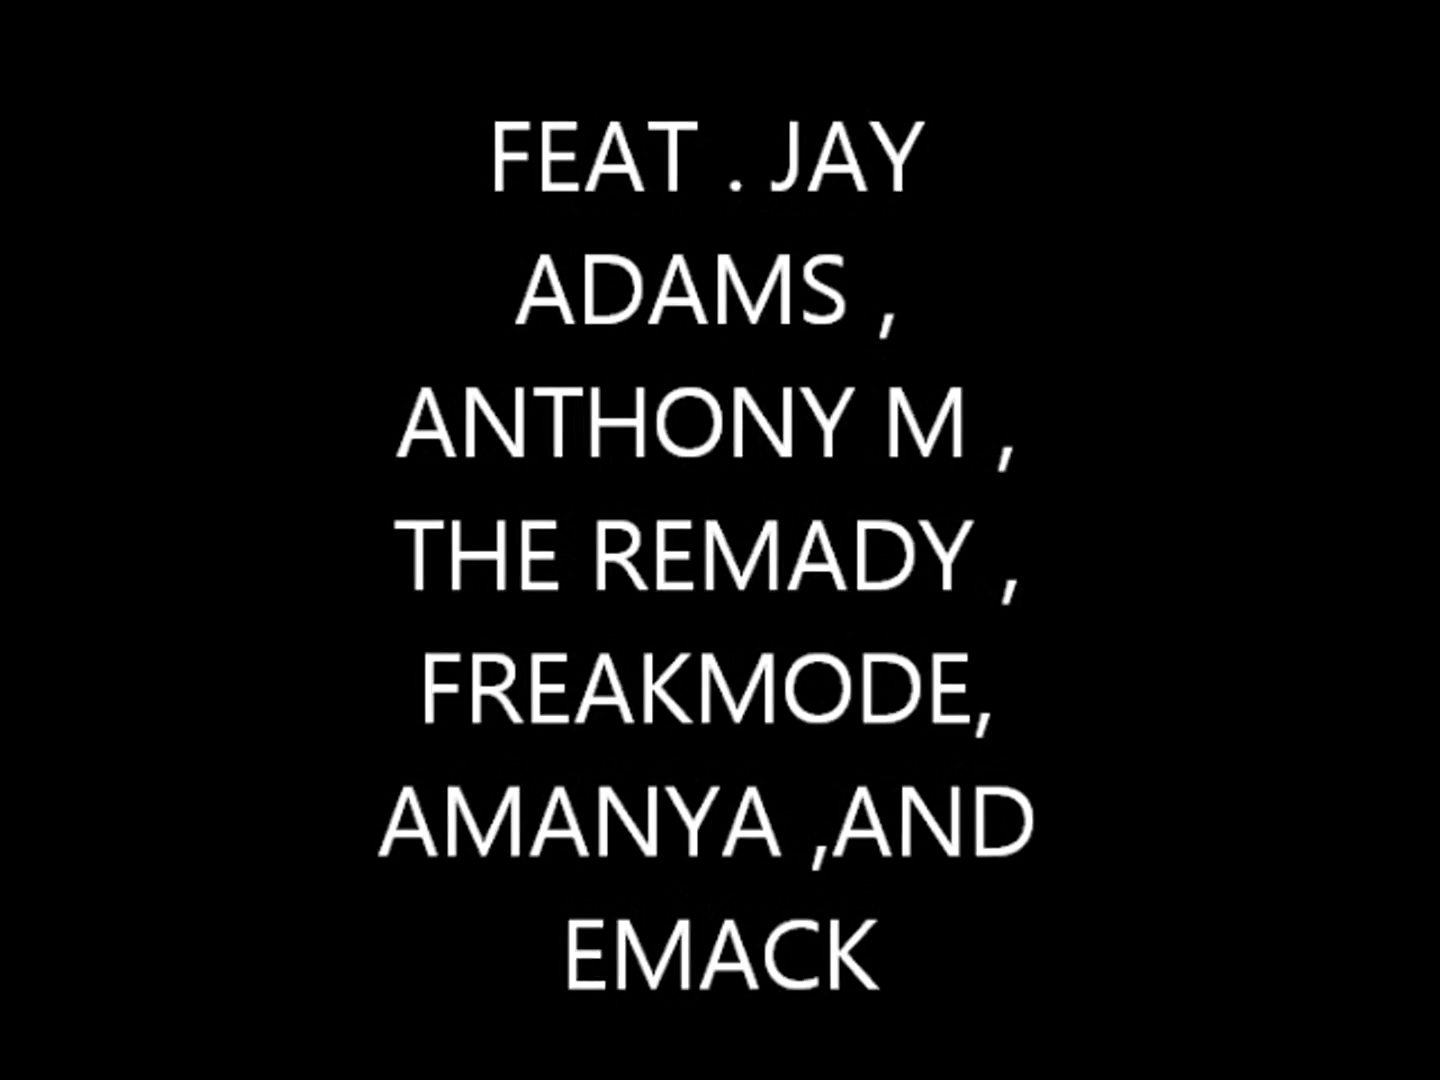 FEAT . JAY
ADAMS ,
ANTHONY M ,
THE REMADY ,
FREAKMODE,
AMANYA ,AND
EMACK